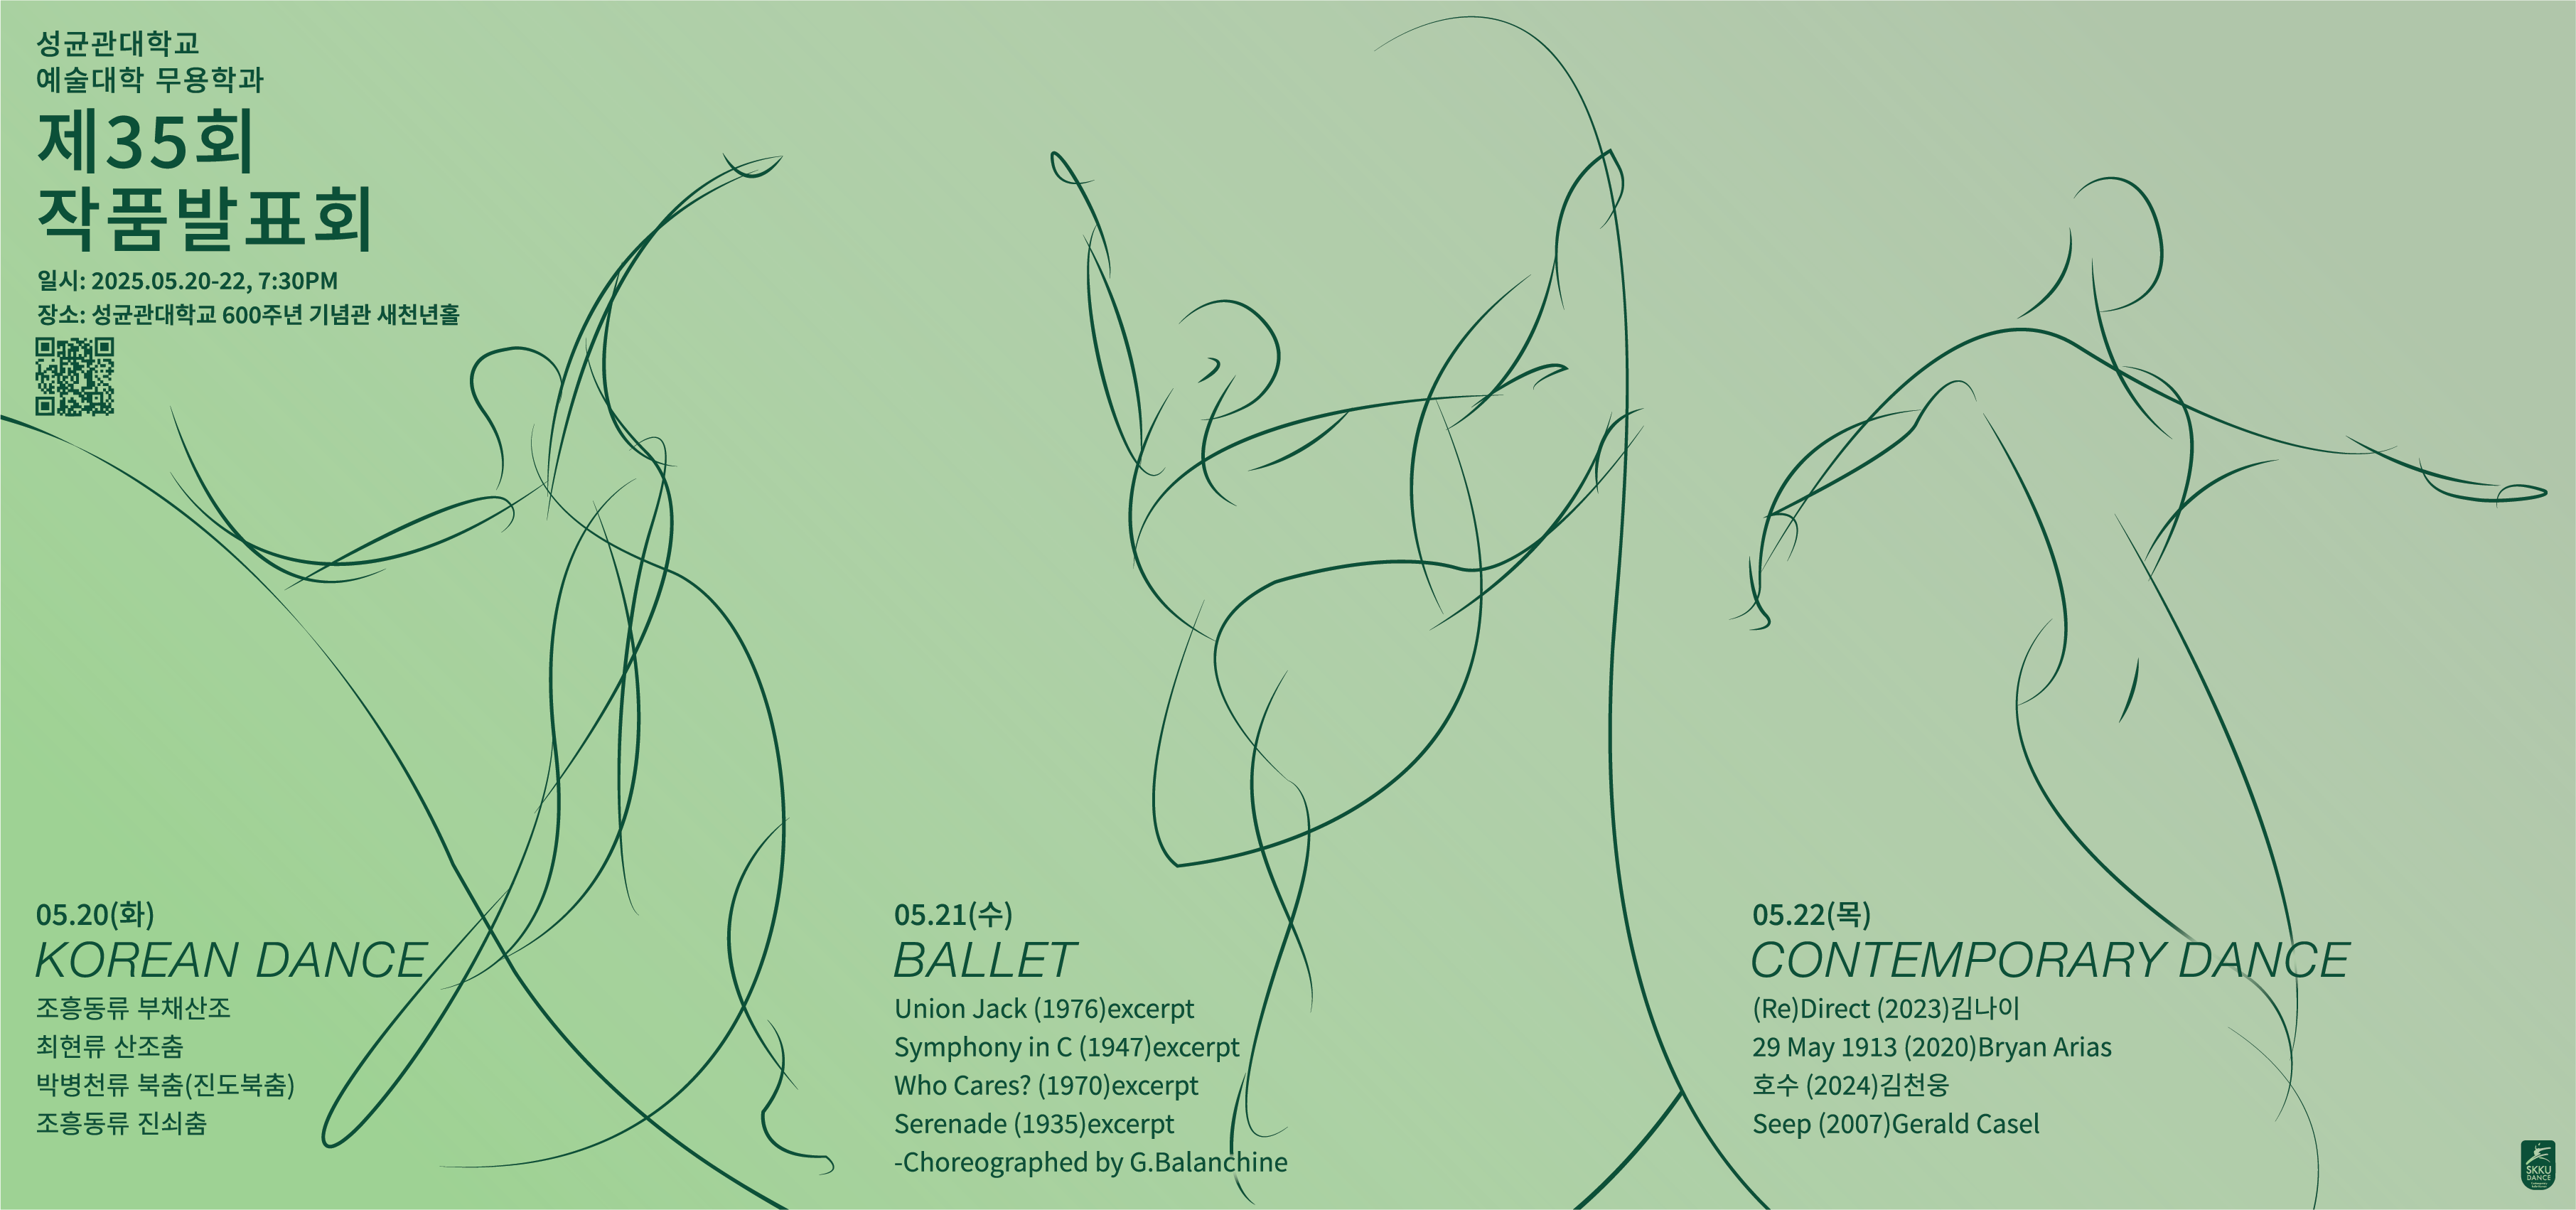 성균관대학교
예술대학 무용학과
제35회
작품발표회
일시: 2025.05.20-22, 7:30PM
장소: 성균관대학교 600주년 기념관 새천년홀
05.20(화)
KOREAN DANCE
조흥동류 부채산조
최현류 산조춤
박병천류 북춤(진도북춤)
조흥동류 진쇠춤
05.21(수)
BALLET
Union Jack (1976)excerpt
Symphony in C (1947)excerpt
Who Cares? (1970)excerpt
Serenade (1935)excerpt
-Choreographed by G.Balanchine
05.22(목)
CONTEMPORARY DANCE
(Re)Direct (2023)김나이
29 May 1913 (2020)Bryan Arias
호수 (2024)김천웅
Seep (2007)Gerald Casel
SKKU
DANCE